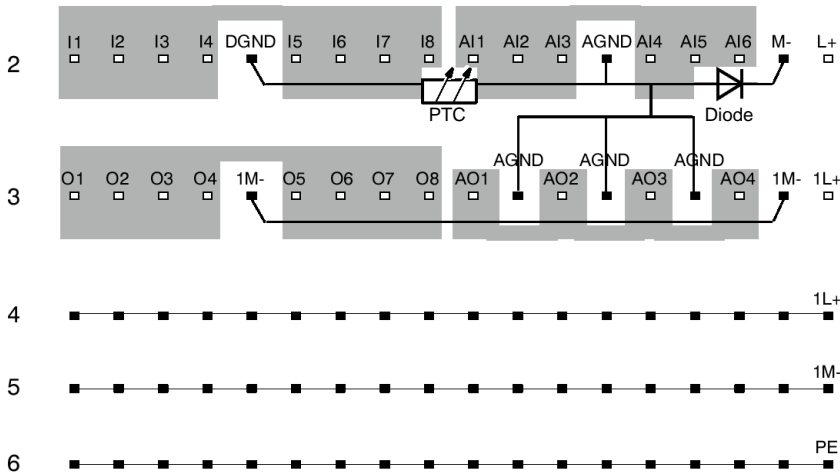 I1 I2 I3 I4 DGND I5 I6 I7 I8 AI1 AI2 AI3 AGND AI4 AI5 AI6 M- L+
2
PTC Diode
AGND AGND AGND
O1 O2 O3 O4 1M- O5 O6 O7 O8 AO1 AO2 AO3 AO4 1M- 1L+
3
1L+
4
1M-
5
PE
6